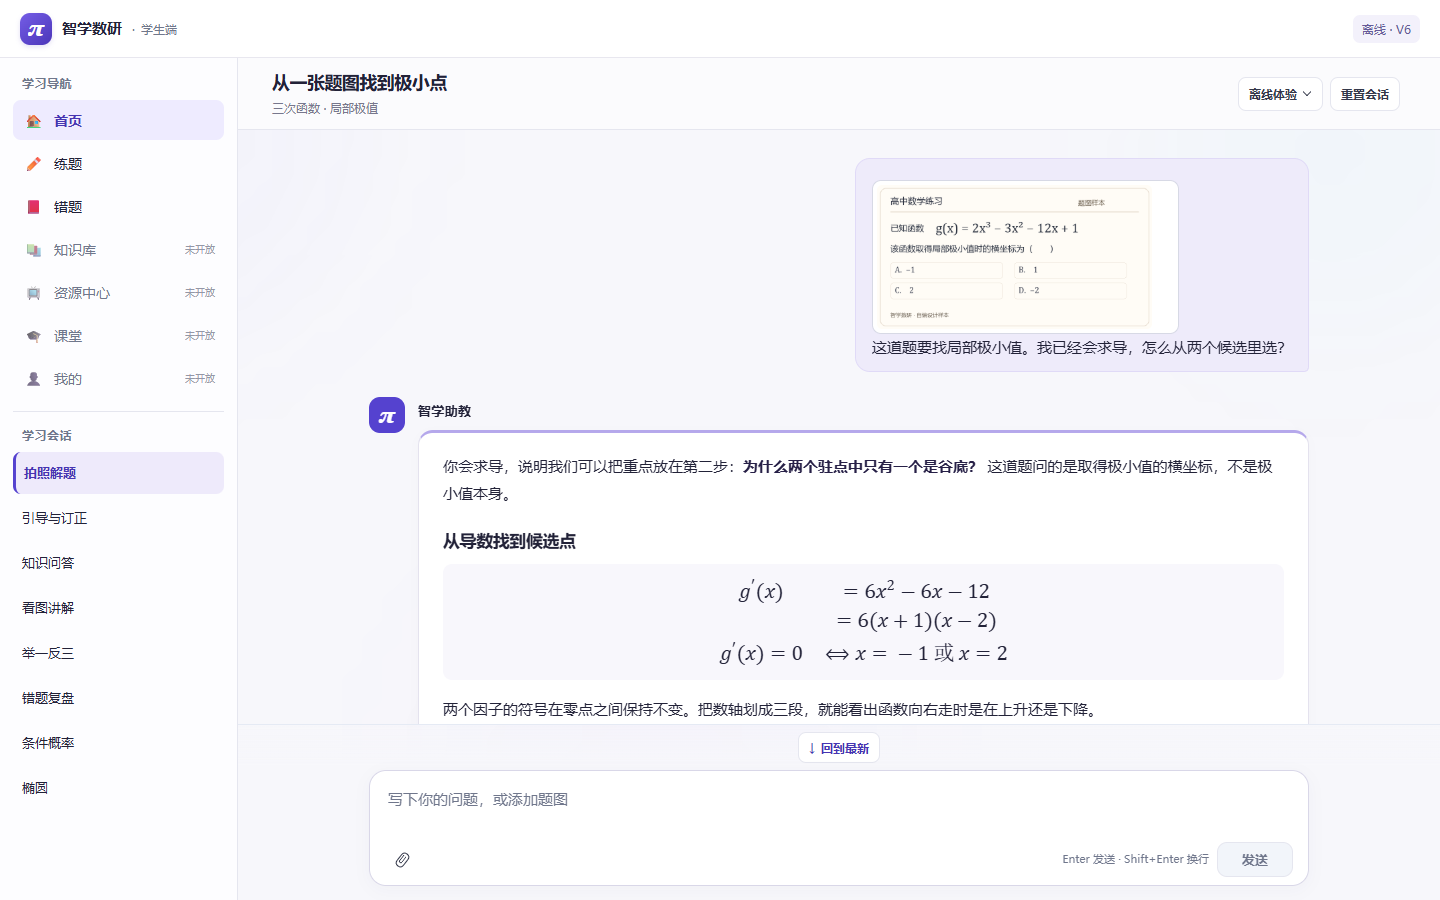 π 智学数研 · 学生端
离线 · V6
学习导航
首页
练题
错题
知识库 未开放
资源中心 未开放
课堂 未开放
我的 未开放
学习会话
拍照解题
引导与订正
知识问答
看图讲解
举一反三
错题复盘
条件概率
椭圆
从一张题图找到极小点
三次函数 · 局部极值
离线体验
重置会话
高中数学练习
题图样本
已知函数 g(x) = 2x³ − 3x² − 12x + 1
该函数取得局部极小值时的横坐标为（ ）
A. −1 B. 1
C. 2 D. −2
智学数研 · 自编设计样本
这道题要找局部极小值。我已经会求导，怎么从两个候选里选？
π 智学助教
你会求导，说明我们可以把重点放在第二步：为什么两个驻点中只有一个是谷底？ 这道题问的是取得极小值的横坐标，不是极
小值本身。
从导数找到候选点
g′(x) = 6x² − 6x − 12
= 6(x + 1)(x − 2)
g′(x) = 0 ⟺ x = −1 或 x = 2
两个因子的符号在零点之间保持不变。把数轴划成三段，就能看出函数向右走时是在上升还是下降。
↓ 回到最新
写下你的问题，或添加题图
Enter 发送 · Shift+Enter 换行
发送